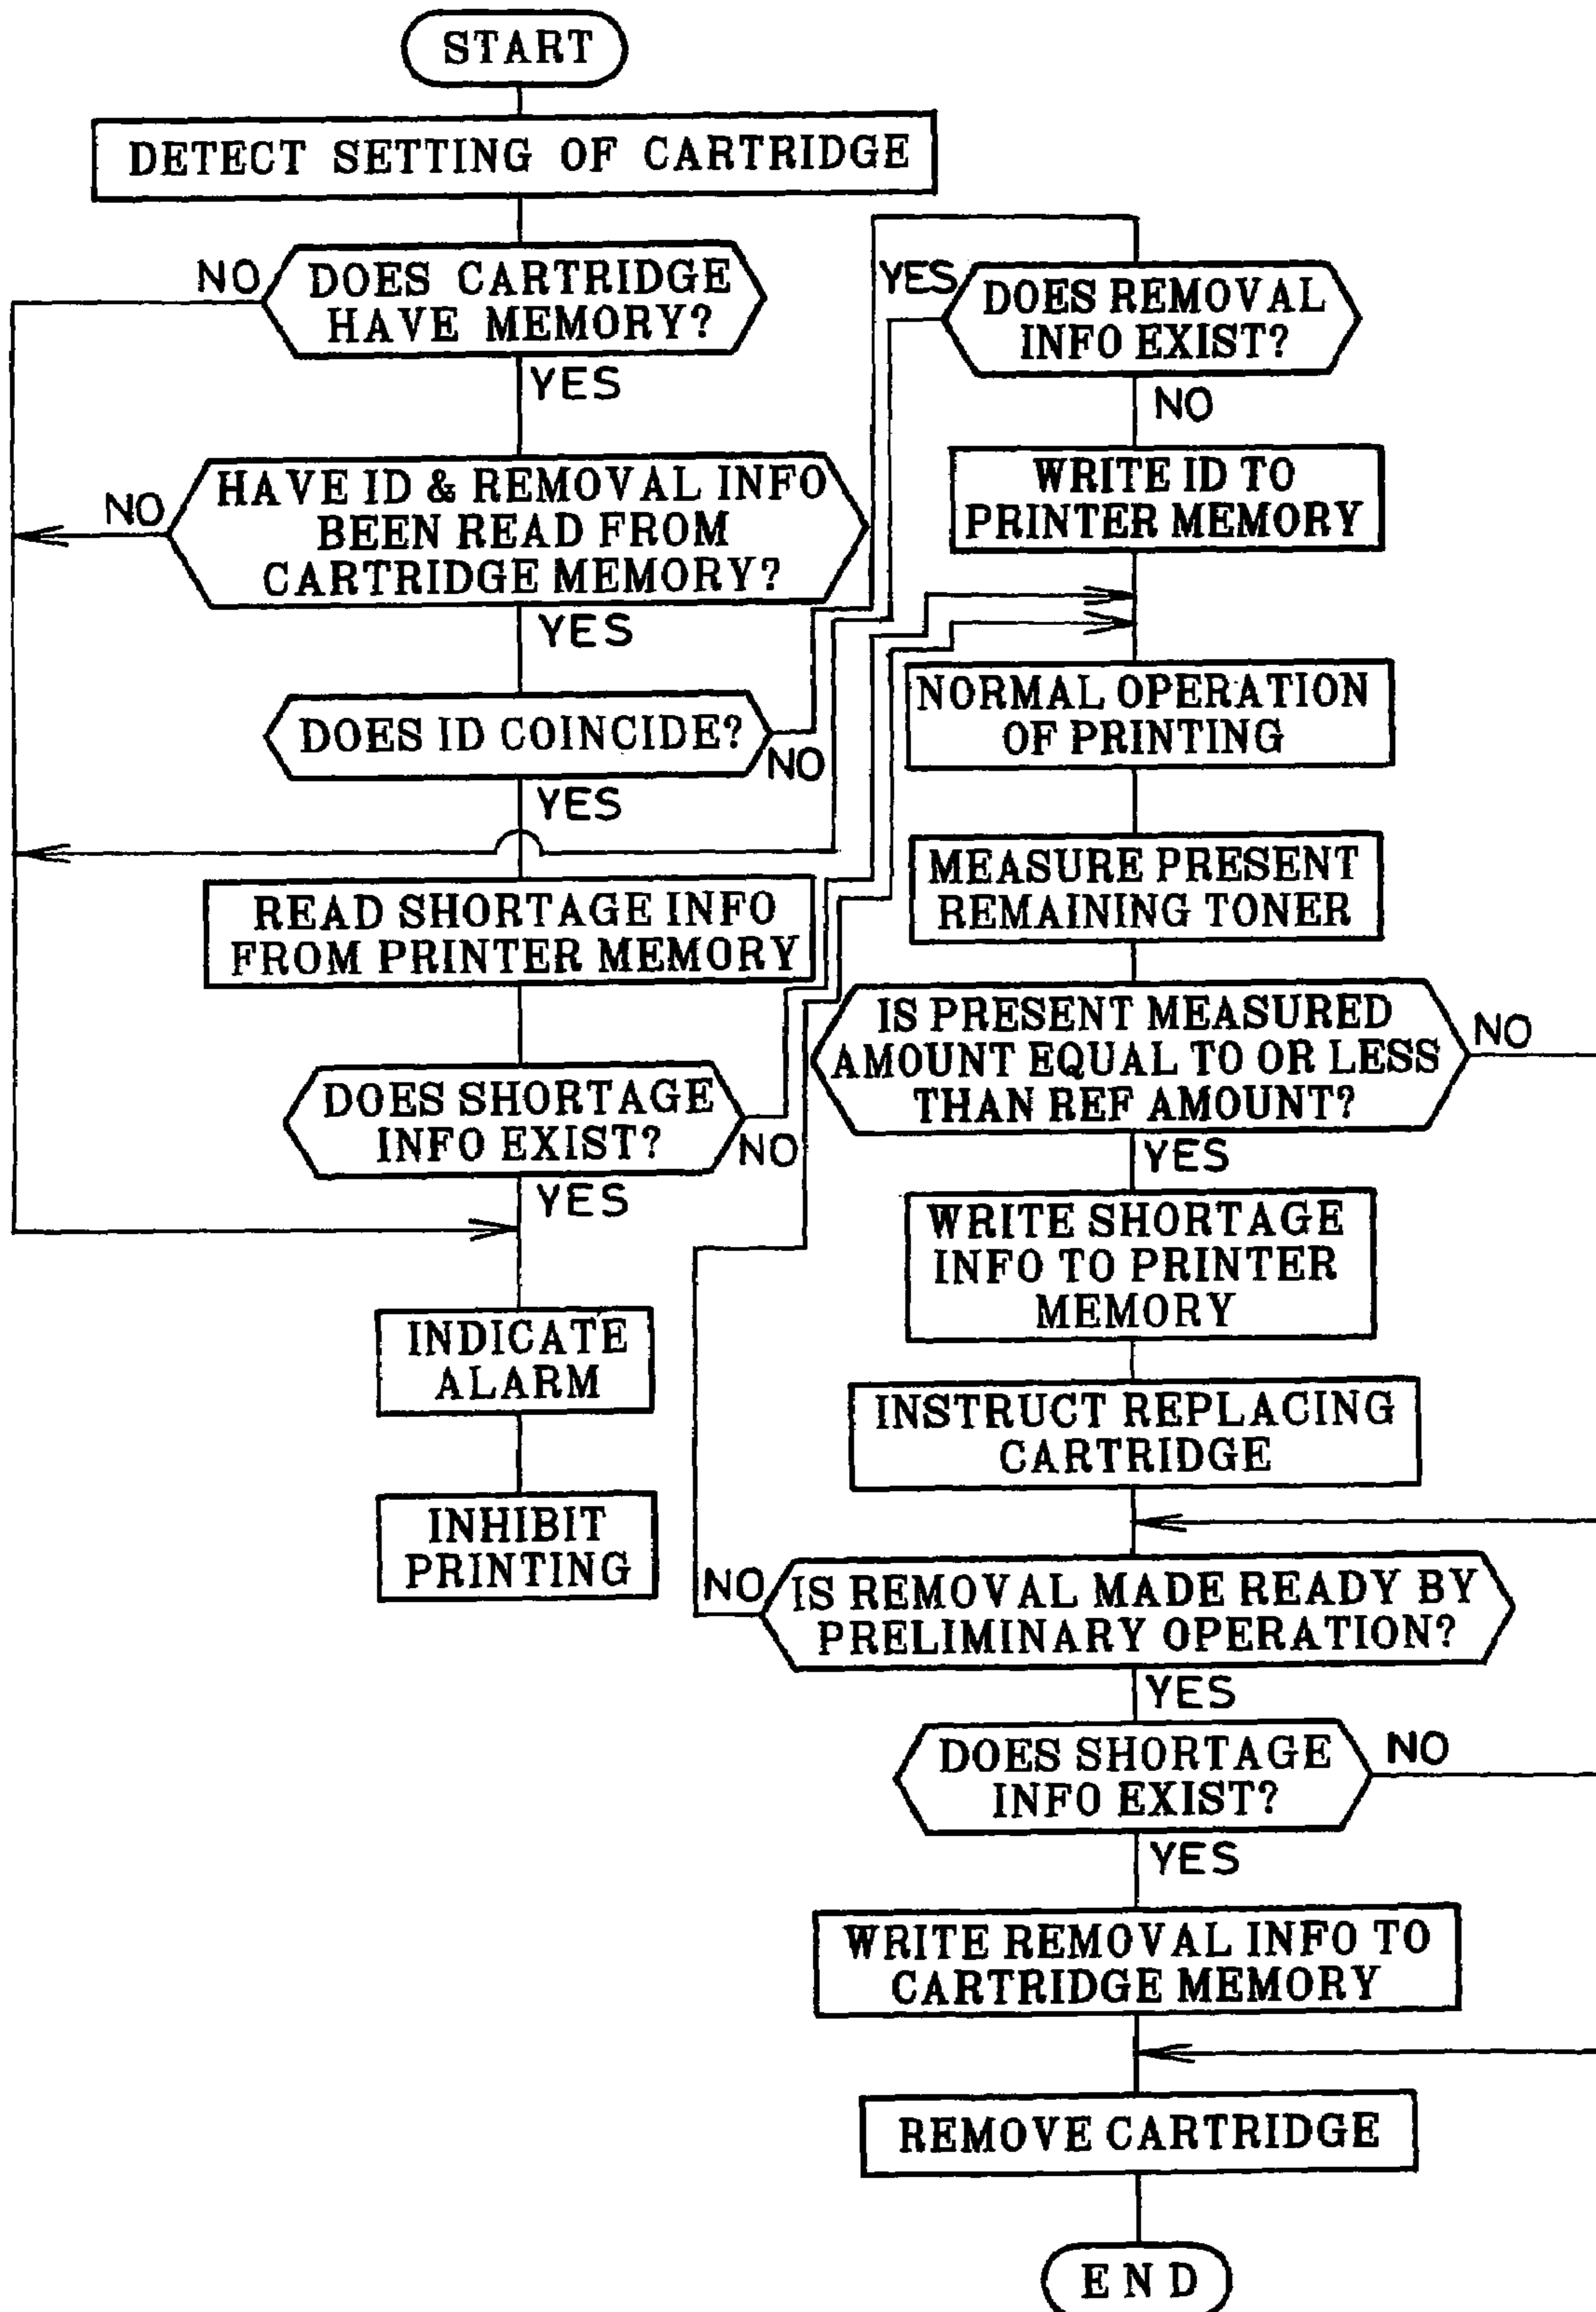 START
DETECT SETTING OF CARTRIDGE
NO
DOES CARTRIDGE
HAVE MEMORY?
YES
NO
HAVE ID & REMOVAL INFO
BEEN READ FROM
CARTRIDGE MEMORY?
YES
DOES ID COINCIDE?
NO
YES
READ SHORTAGE INFO
FROM PRINTER MEMORY
DOES SHORTAGE
INFO EXIST?
NO
YES
INDICATE
ALARM
INHIBIT
PRINTING
YES
DOES REMOVAL
INFO EXIST?
NO
WRITE ID TO
PRINTER MEMORY
NORMAL OPERATION
OF PRINTING
MEASURE PRESENT
REMAINING TONER
IS PRESENT MEASURED
AMOUNT EQUAL TO OR LESS
THAN REF AMOUNT?
NO
YES
WRITE SHORTAGE
INFO TO PRINTER
MEMORY
INSTRUCT REPLACING
CARTRIDGE
NO
IS REMOVAL MADE READY BY
PRELIMINARY OPERATION?
YES
DOES SHORTAGE
INFO EXIST?
NO
YES
WRITE REMOVAL INFO TO
CARTRIDGE MEMORY
REMOVE CARTRIDGE
END